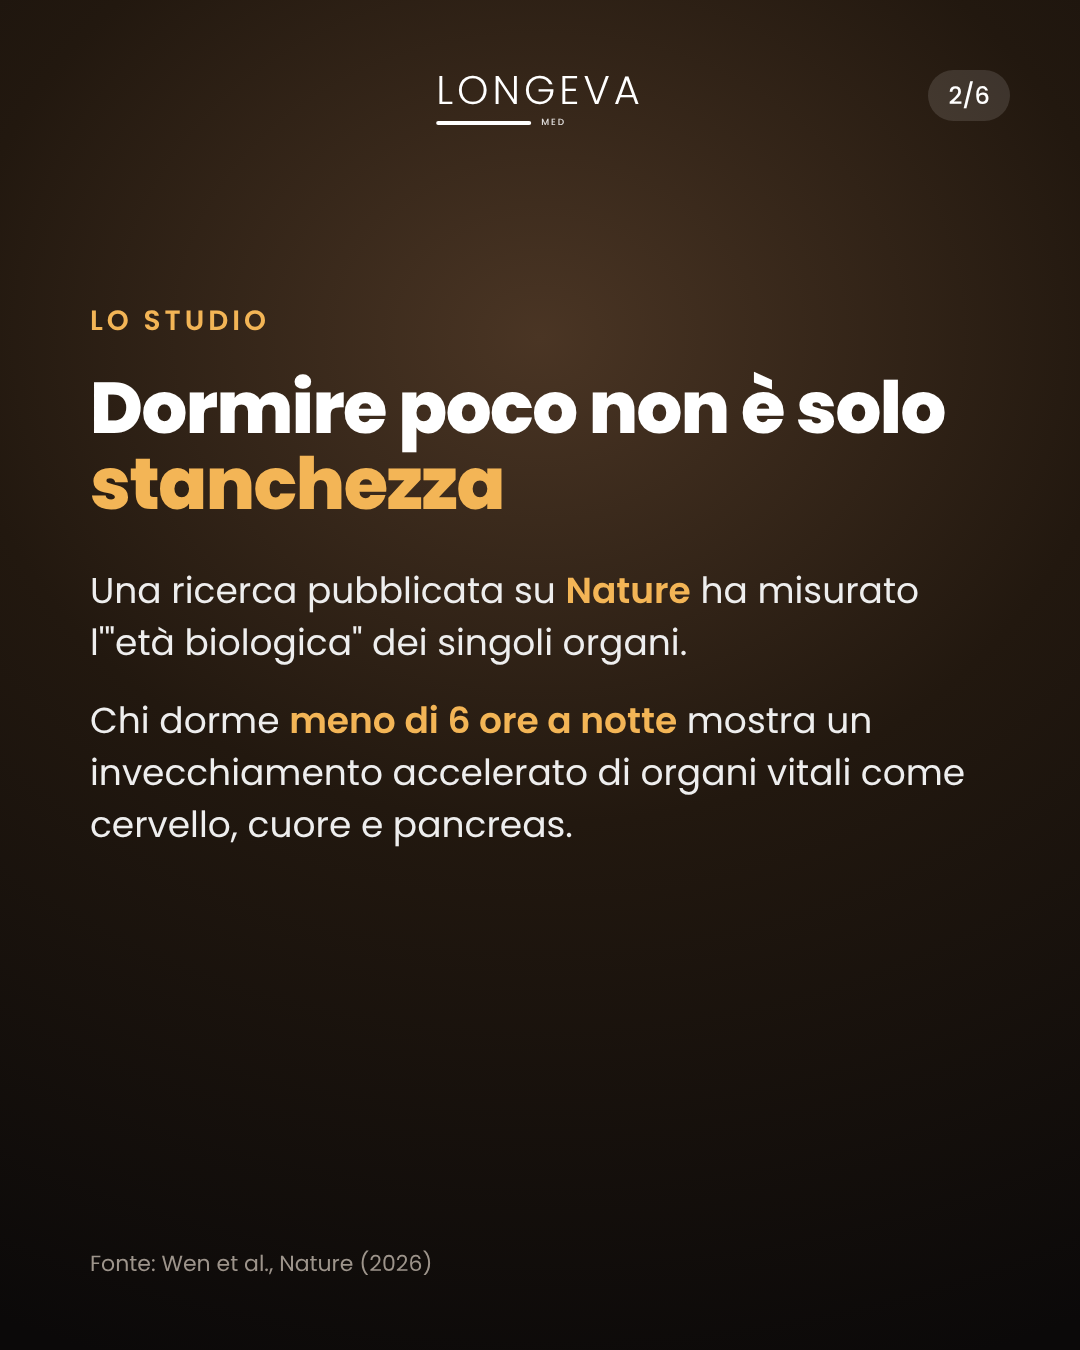 LONGEVA
MED
2/6
LO STUDIO
Dormire poco non è solo
stanchezza
Una ricerca pubblicata su Nature ha misurato
l'"età biologica" dei singoli organi.
Chi dorme meno di 6 ore a notte mostra un
invecchiamento accelerato di organi vitali come
cervello, cuore e pancreas.
Fonte: Wen et al., Nature (2026)